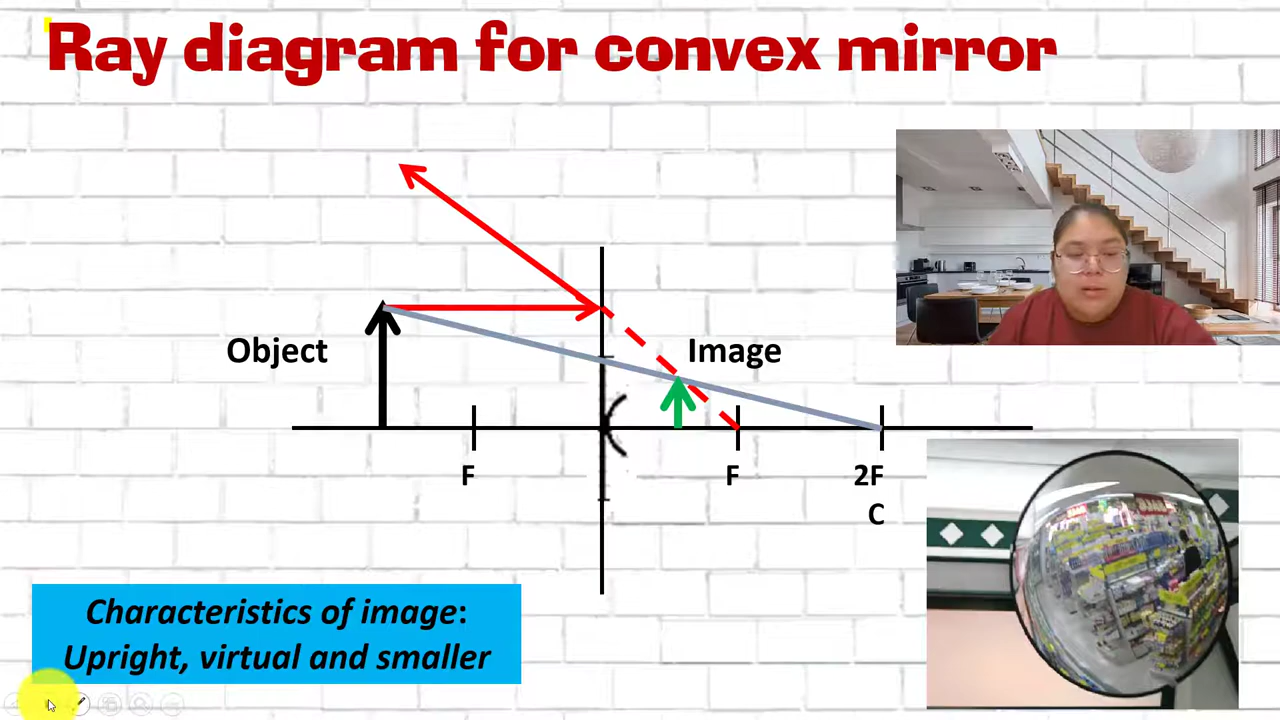 Ray diagram for convex mirror
Object
Image
F
F
2F
C
Characteristics of image:
Upright, virtual and smaller